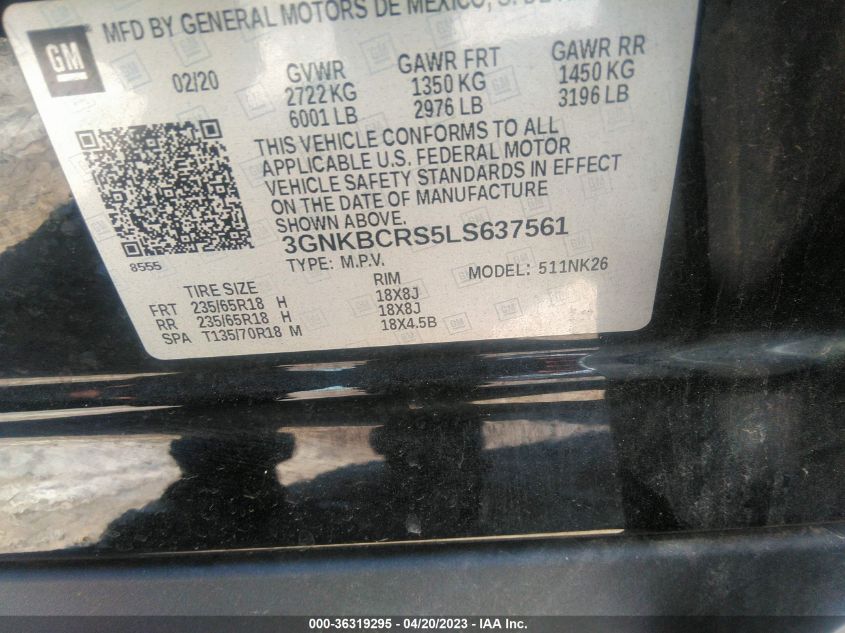 MFD BY GENERAL MOTORS DE MEXICO, S. DE
GM
02/20
GVWR
2722 KG
6001 LB
GAWR FRT
1350 KG
2976 LB
GAWR RR
1450 KG
3196 LB
THIS VEHICLE CONFORMS TO ALL
APPLICABLE U.S. FEDERAL MOTOR
VEHICLE SAFETY STANDARDS IN EFFECT
ON THE DATE OF MANUFACTURE
SHOWN ABOVE.
8555
3GNKBCRS5LS637561
TYPE: M.P.V. MODEL: 511NK26
TIRE SIZE RIM
FRT 235/65R18 H 18X8J
RR 235/65R18 H 18X8J
SPA T135/70R18 M 18X4.5B
000-36319295 - 04/20/2023 - IAA Inc.